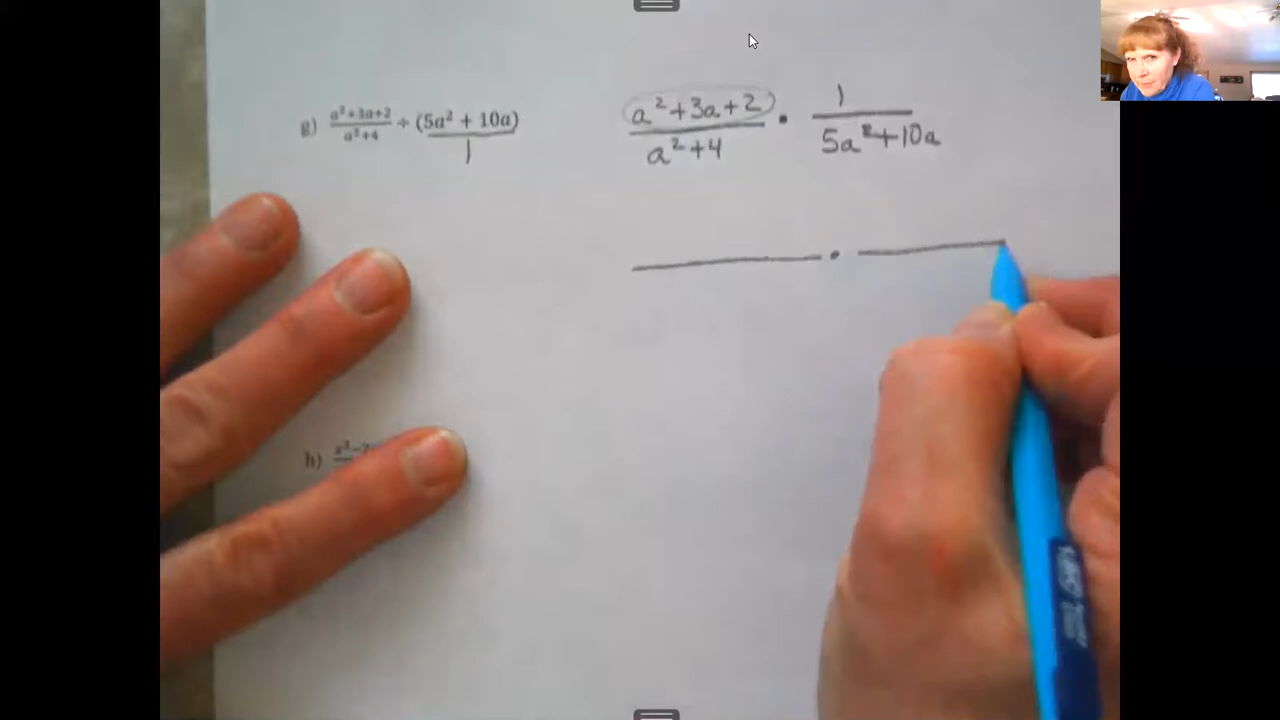 g) (a²+3a+2)/(a²+4) ÷ (5a² + 10a)/1
(a²+3a+2)/(a²+4) · 1/(5a²+10a)
·
h)